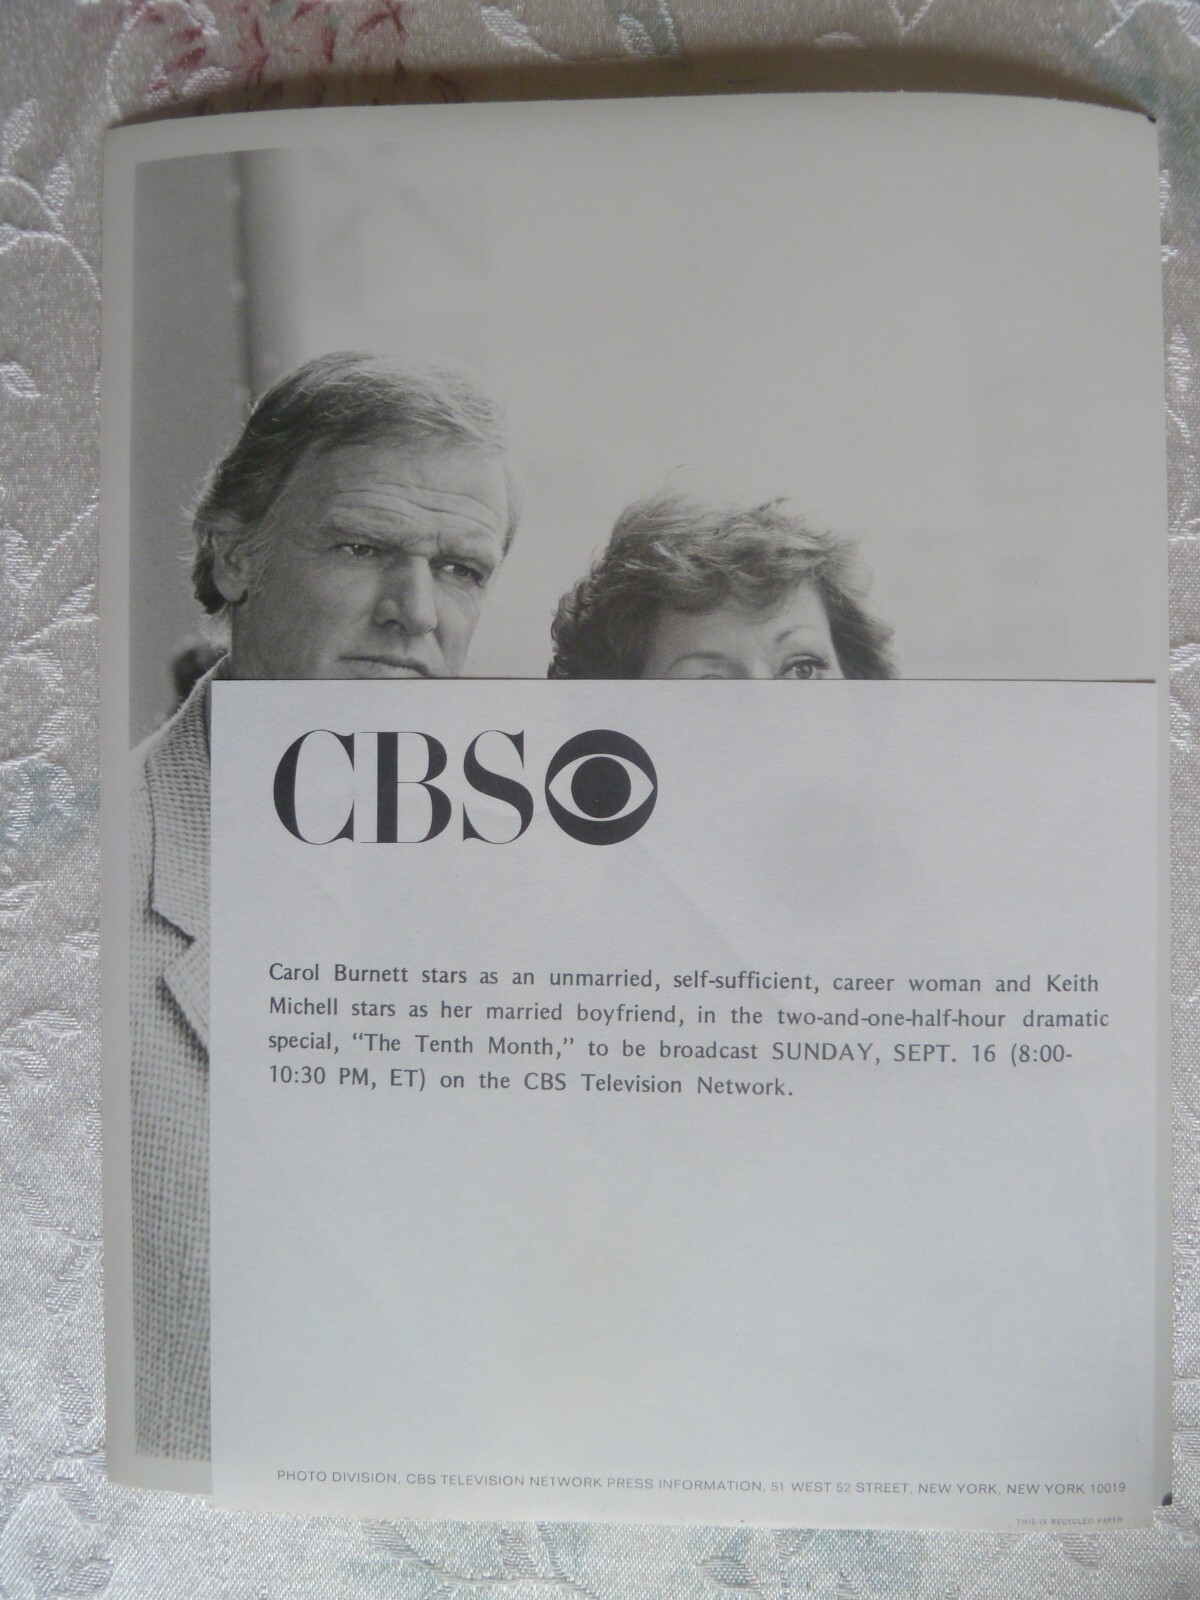 CBS
Carol Burnett stars as an unmarried, self-sufficient, career woman and Keith
Michell stars as her married boyfriend, in the two-and-one-half-hour dramatic
special, “The Tenth Month,” to be broadcast SUNDAY, SEPT. 16 (8:00-
10:30 PM, ET) on the CBS Television Network.
PHOTO DIVISION, CBS TELEVISION NETWORK PRESS INFORMATION, 51 WEST 52 STREET, NEW YORK, NEW YORK 10019
THIS IS RECYCLED PAPER